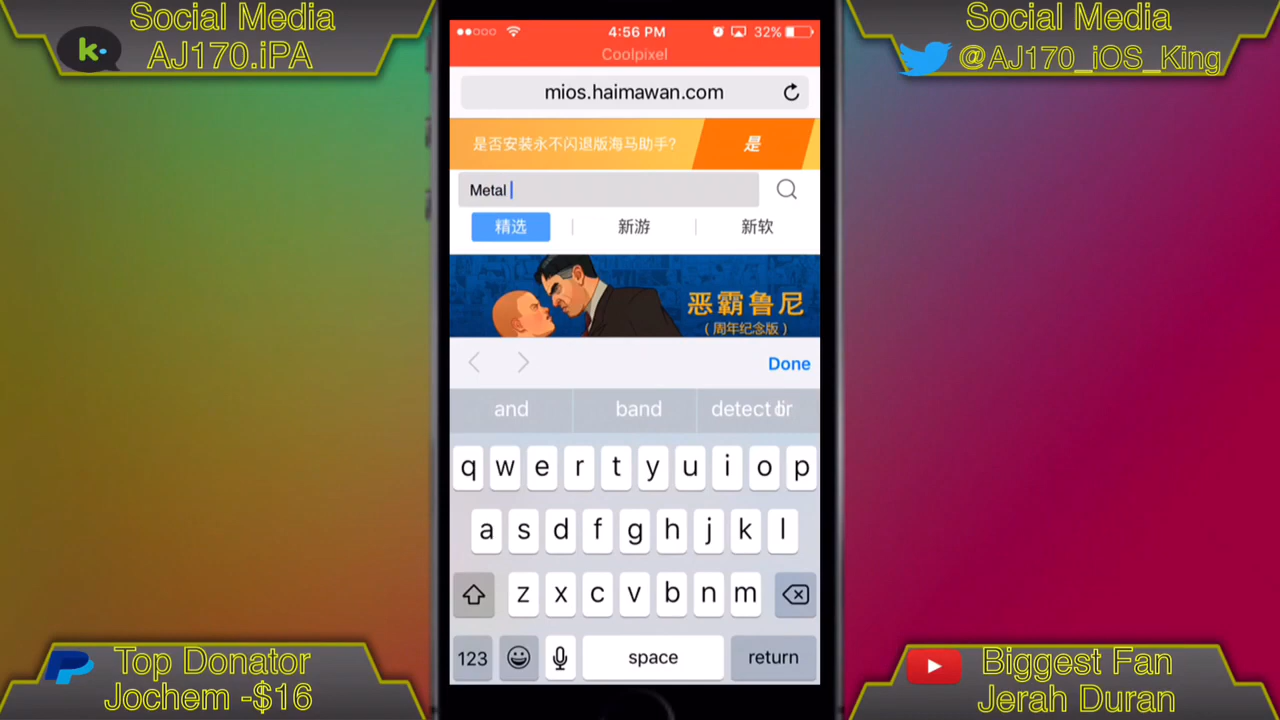 Social Media
AJ170.iPA
Social Media
@AJ170_iOS_King
4:56 PM
32%
Coolpixel
mios.haimawan.com
是否安装永不闪退版海马助手?
是
Metal
精选
新游
新软
恶霸鲁尼
(周年纪念版)
Done
and
band
detector
q w e r t y u i o p
a s d f g h j k l
z x c v b n m
123
space
return
Top Donator
Jochem -$16
Biggest Fan
Jerah Duran